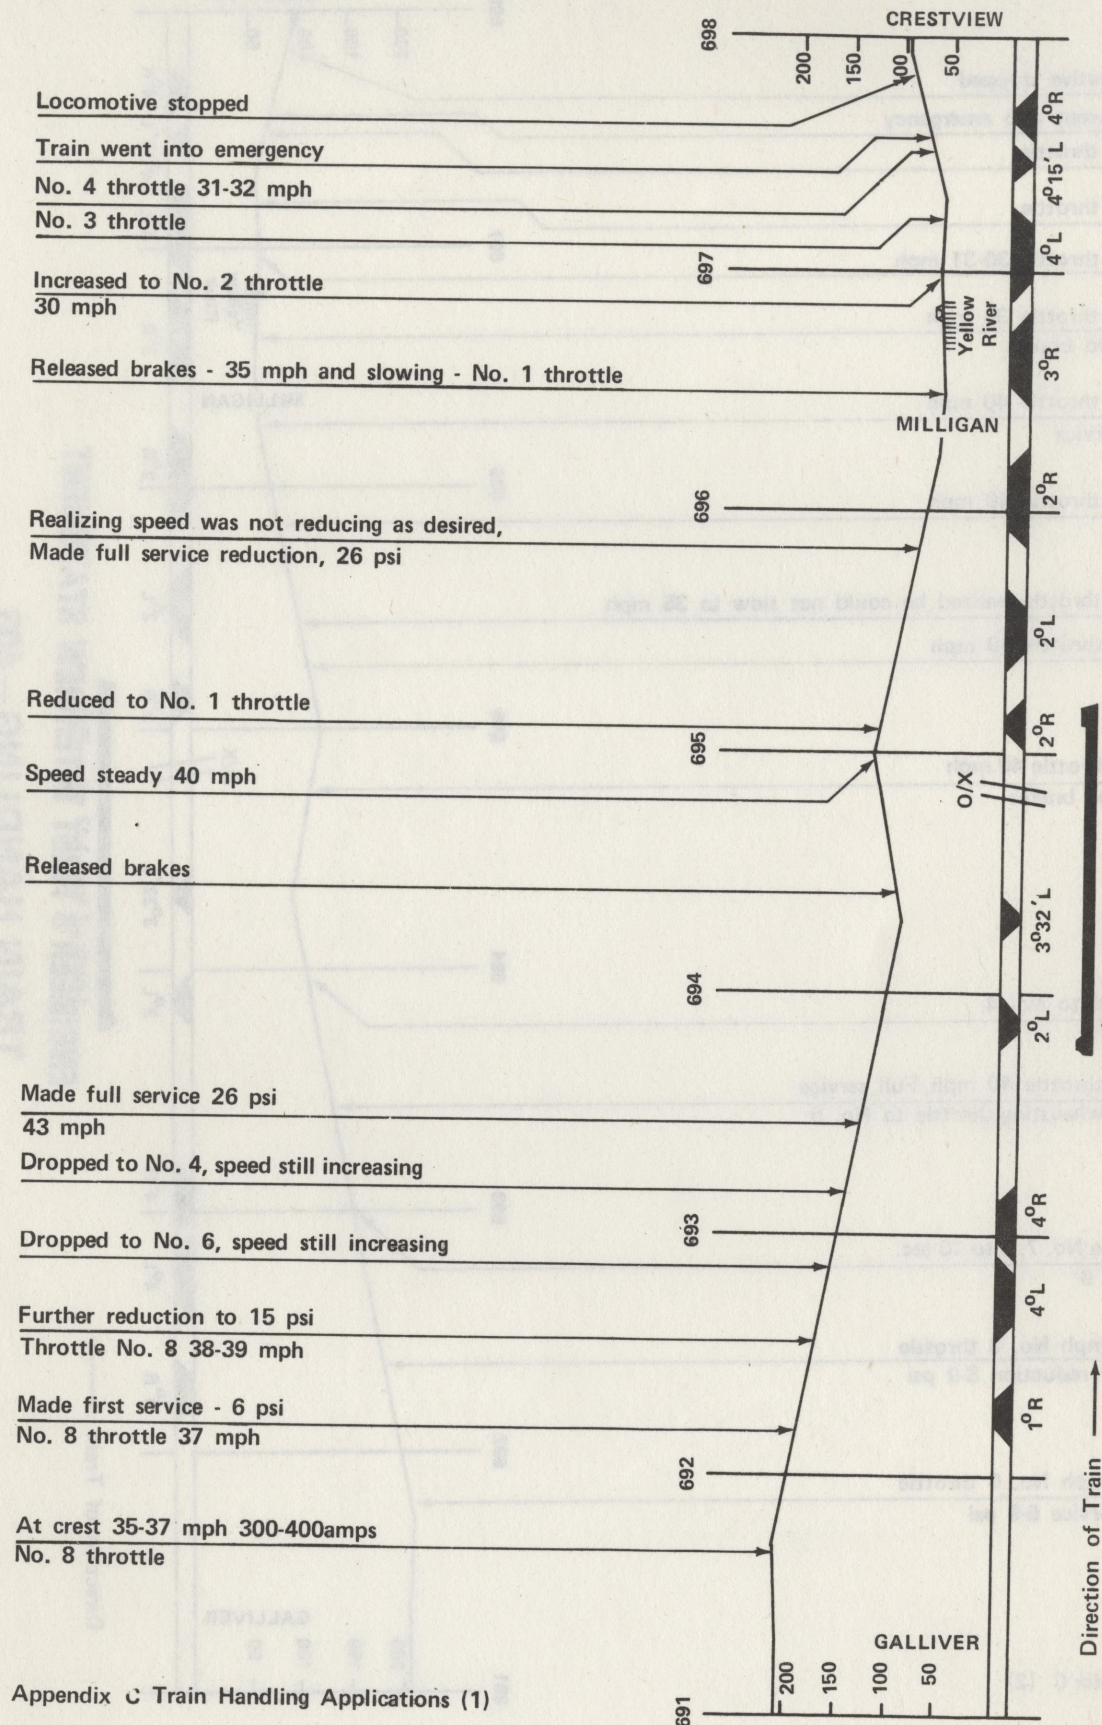 CRESTVIEW
698
200
150
100
50
Locomotive stopped
4°R
Train went into emergency
4°15'L
No. 4 throttle 31-32 mph
No. 3 throttle
4°L
697
Increased to No. 2 throttle
30 mph
Yellow
River
3°R
Released brakes - 35 mph and slowing - No. 1 throttle
MILLIGAN
2°R
696
Realizing speed was not reducing as desired,
Made full service reduction, 26 psi
2°L
Reduced to No. 1 throttle
2°R
695
Speed steady 40 mph
O/X
Released brakes
3°32'L
694
2°L
Made full service 26 psi
43 mph
Dropped to No. 4, speed still increasing
4°R
693
Dropped to No. 6, speed still increasing
4°L
Further reduction to 15 psi
Throttle No. 8 38-39 mph
Made first service - 6 psi
No. 8 throttle 37 mph
1°R
692
At crest 35-37 mph 300-400amps
No. 8 throttle
Direction of Train
GALLIVER
200
150
100
50
691
Appendix C Train Handling Applications (1)